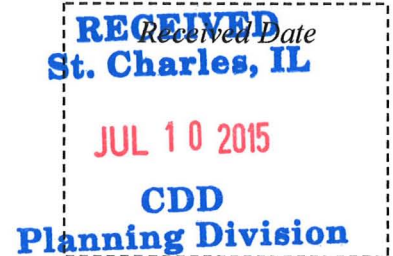 RECEIVED
Received Date
St. Charles, IL
JUL 10 2015
CDD
Planning Division